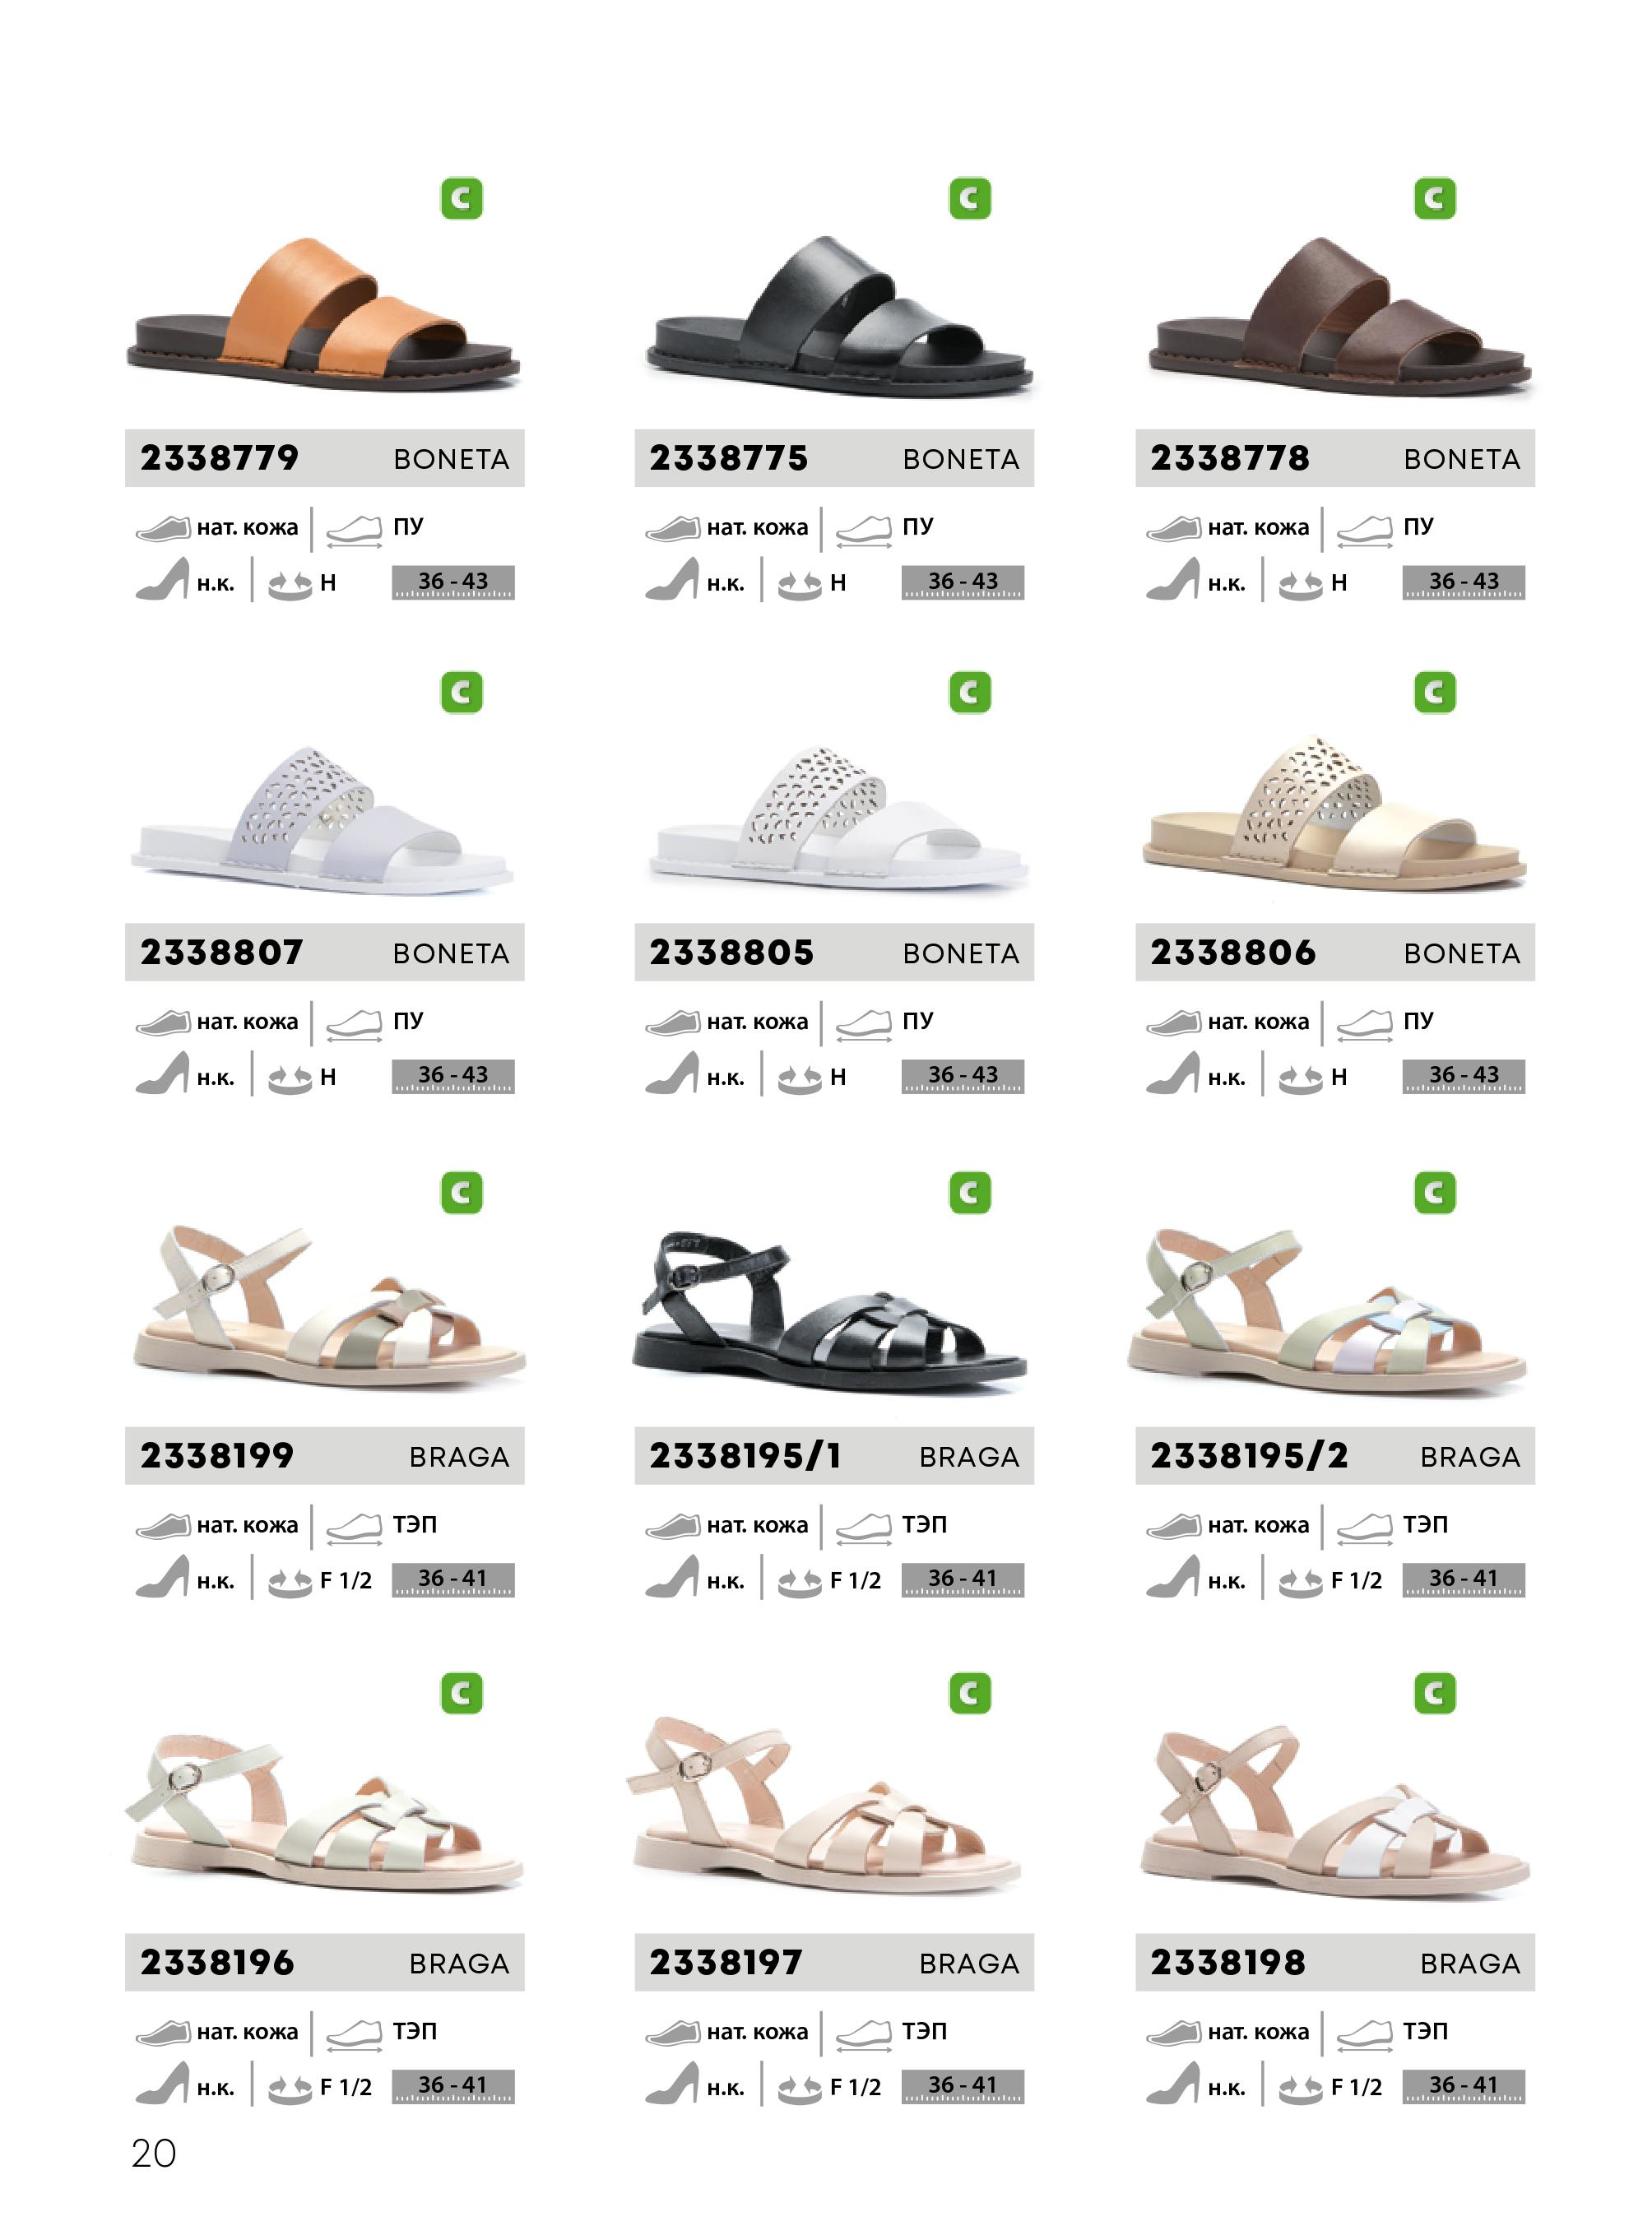 C C C
2338779 BONETA 2338775 BONETA 2338778 BONETA
нат. кожа ПУ нат. кожа ПУ нат. кожа ПУ
н.к. H 36 - 43 н.к. H 36 - 43 н.к. H 36 - 43
C C C
2338807 BONETA 2338805 BONETA 2338806 BONETA
нат. кожа ПУ нат. кожа ПУ нат. кожа ПУ
н.к. H 36 - 43 н.к. H 36 - 43 н.к. H 36 - 43
C C C
2338199 BRAGA 2338195/1 BRAGA 2338195/2 BRAGA
нат. кожа ТЭП нат. кожа ТЭП нат. кожа ТЭП
н.к. F 1/2 36 - 41 н.к. F 1/2 36 - 41 н.к. F 1/2 36 - 41
C C C
2338196 BRAGA 2338197 BRAGA 2338198 BRAGA
нат. кожа ТЭП нат. кожа ТЭП нат. кожа ТЭП
н.к. F 1/2 36 - 41 н.к. F 1/2 36 - 41 н.к. F 1/2 36 - 41
20